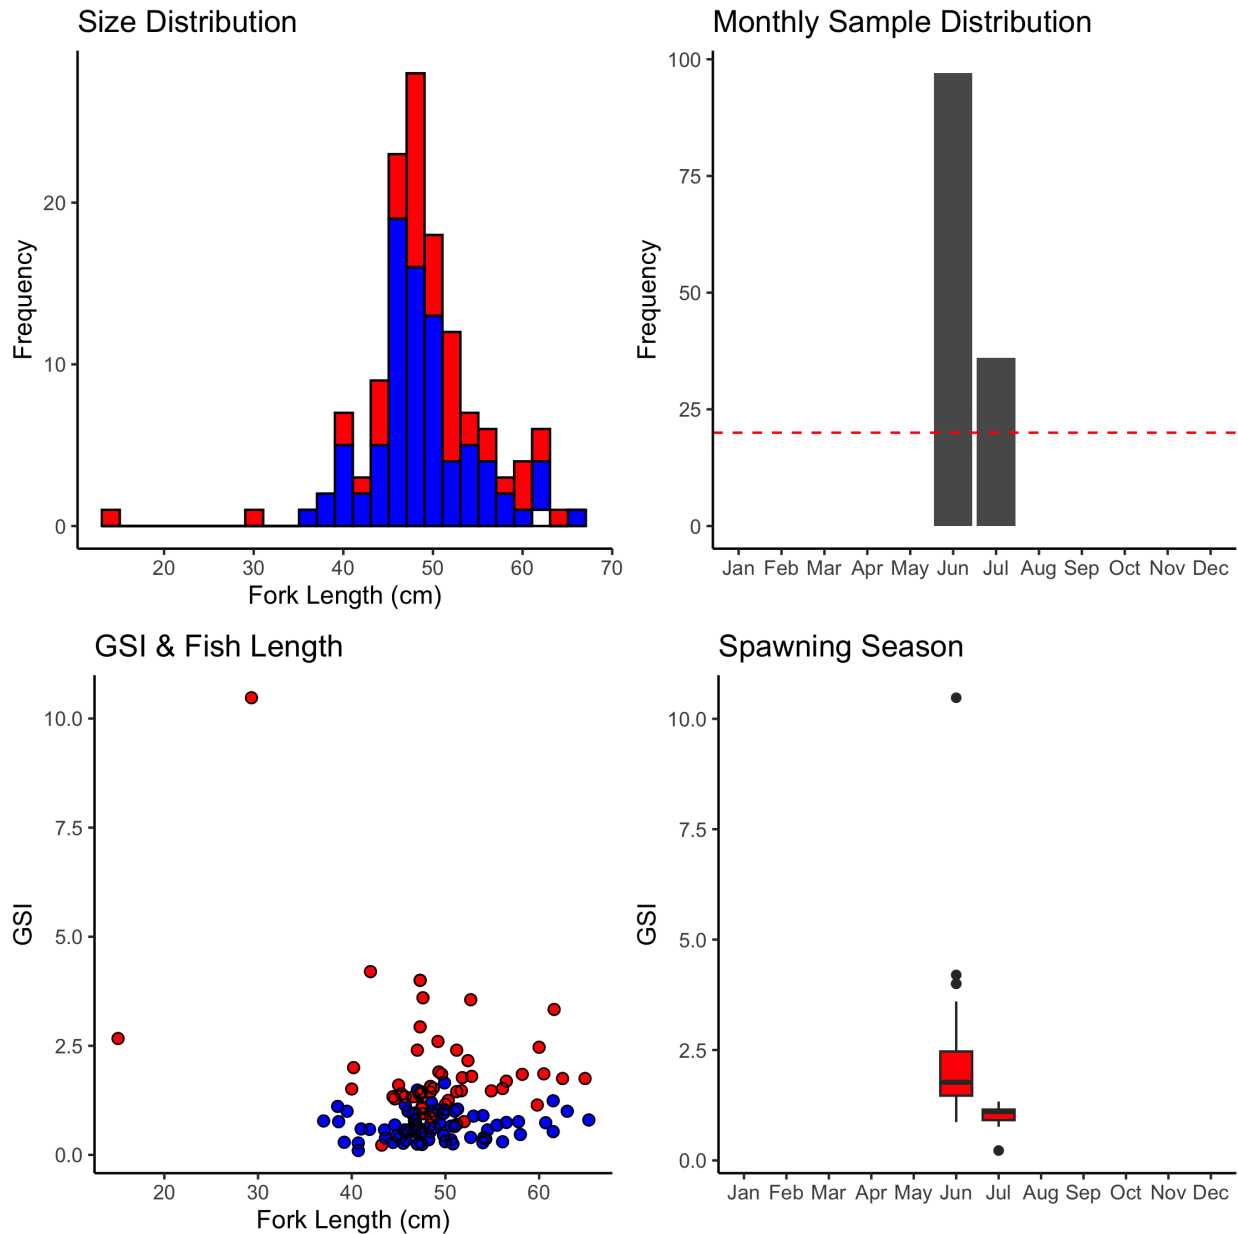 Size Distribution
Frequency
20
10
0
20 30 40 50 60 70
Fork Length (cm)
Monthly Sample Distribution
Frequency
100
75
50
25
0
Jan Feb Mar Apr May Jun Jul Aug Sep Oct Nov Dec
GSI & Fish Length
GSI
10.0
7.5
5.0
2.5
0.0
20 30 40 50 60
Fork Length (cm)
Spawning Season
GSI
10.0
7.5
5.0
2.5
0.0
Jan Feb Mar Apr May Jun Jul Aug Sep Oct Nov Dec